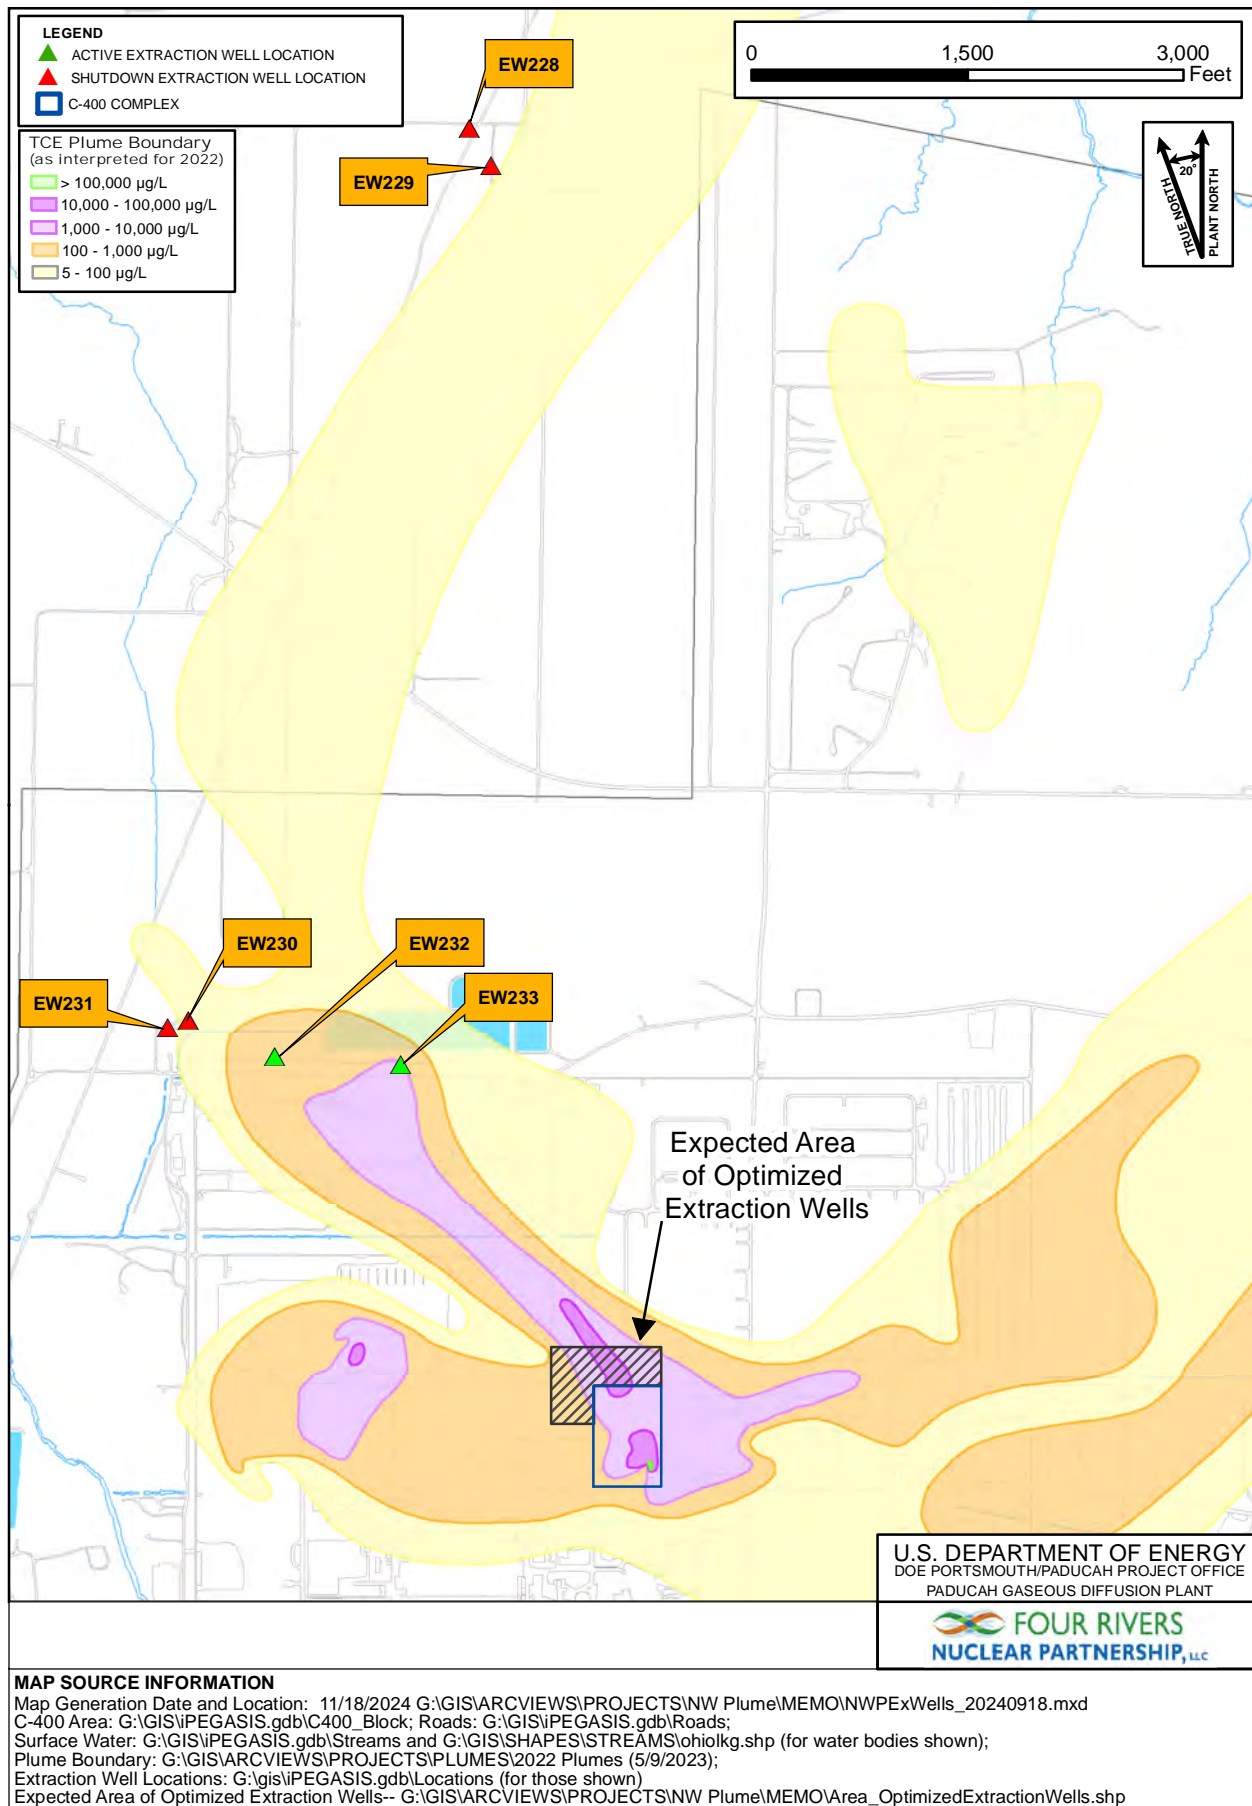 LEGEND
ACTIVE EXTRACTION WELL LOCATION
SHUTDOWN EXTRACTION WELL LOCATION
C-400 COMPLEX
TCE Plume Boundary
(as interpreted for 2022)
> 100,000 µg/L
10,000 - 100,000 µg/L
1,000 - 10,000 µg/L
100 - 1,000 µg/L
5 - 100 µg/L
EW228
EW229
0 1,500 3,000
Feet
20°
TRUE NORTH
PLANT NORTH
EW230
EW232
EW231
EW233
Expected Area
of Optimized
Extraction Wells
U.S. DEPARTMENT OF ENERGY
DOE PORTSMOUTH/PADUCAH PROJECT OFFICE
PADUCAH GASEOUS DIFFUSION PLANT
FOUR RIVERS
NUCLEAR PARTNERSHIP, LLC
MAP SOURCE INFORMATION
Map Generation Date and Location: 11/18/2024 G:\GIS\ARCVIEWS\PROJECTS\NW Plume\MEMO\NWPExWells_20240918.mxd
C-400 Area: G:\GIS\iPEGASIS.gdb\C400_Block; Roads: G:\GIS\iPEGASIS.gdb\Roads;
Surface Water: G:\GIS\iPEGASIS.gdb\Streams and G:\GIS\SHAPES\STREAMS\ohiolkg.shp (for water bodies shown);
Plume Boundary: G:\GIS\ARCVIEWS\PROJECTS\PLUMES\2022 Plumes (5/9/2023);
Extraction Well Locations: G:\gis\iPEGASIS.gdb\Locations (for those shown)
Expected Area of Optimized Extraction Wells-- G:\GIS\ARCVIEWS\PROJECTS\NW Plume\MEMO\Area_OptimizedExtractionWells.shp